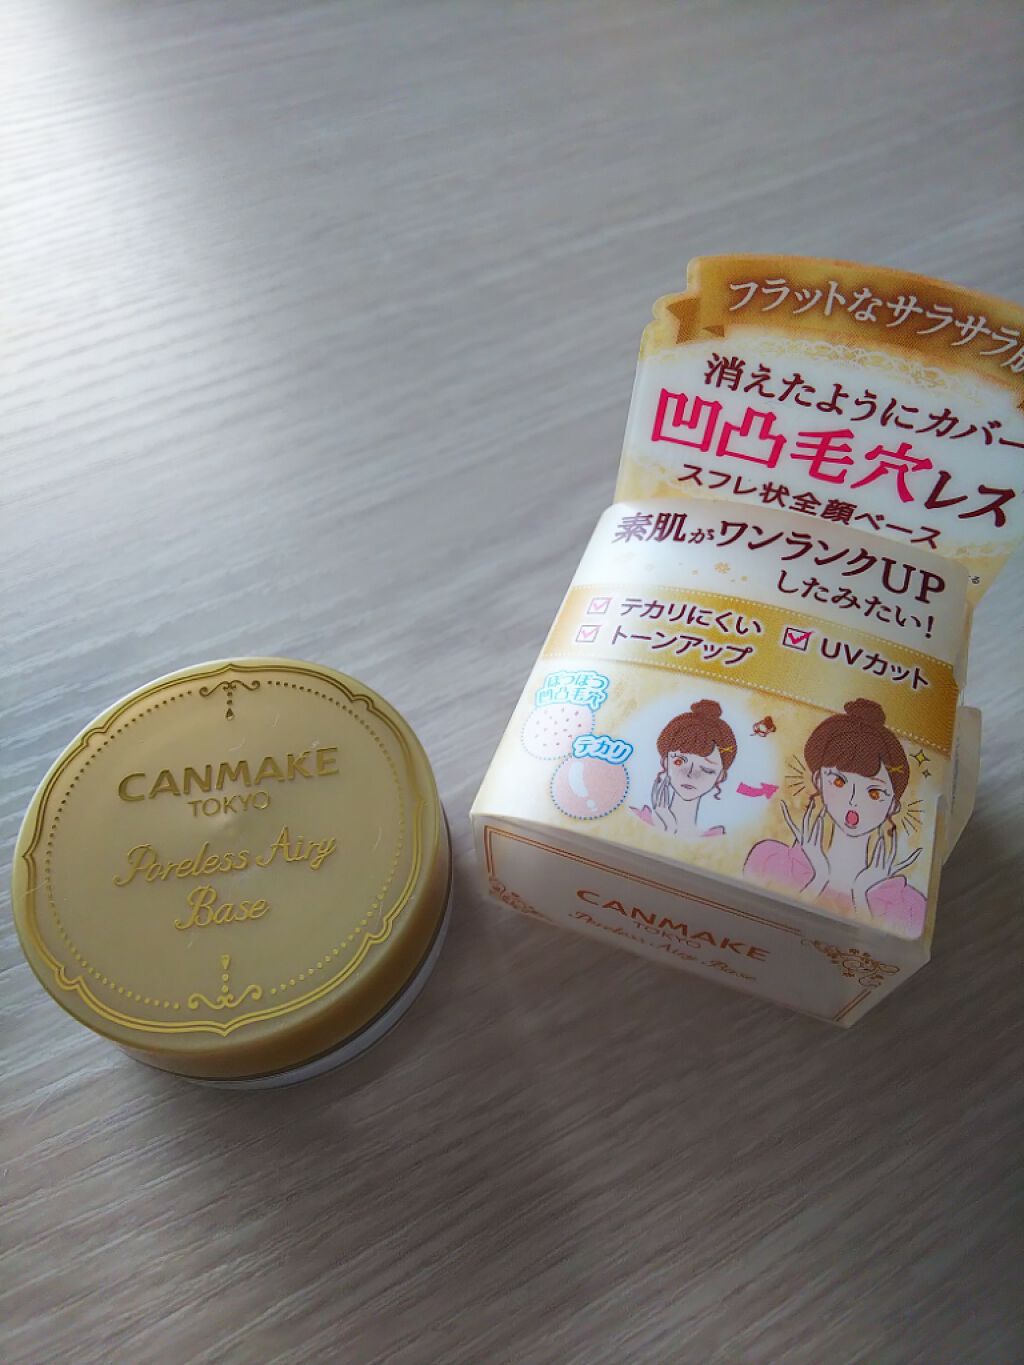 CANMAKE
TOKYO
Poreless Airy
Base
フラットなサラサラ
消えたようにカバー
凹凸毛穴レス
スフレ状全顔ベース
素肌がワンランクUP
したみたい!
テカリにくい
トーンアップ
UVカット
ぽつぽつ
凹凸毛穴
テカリ
CANMAKE
TOKYO
Poreless Airy Base